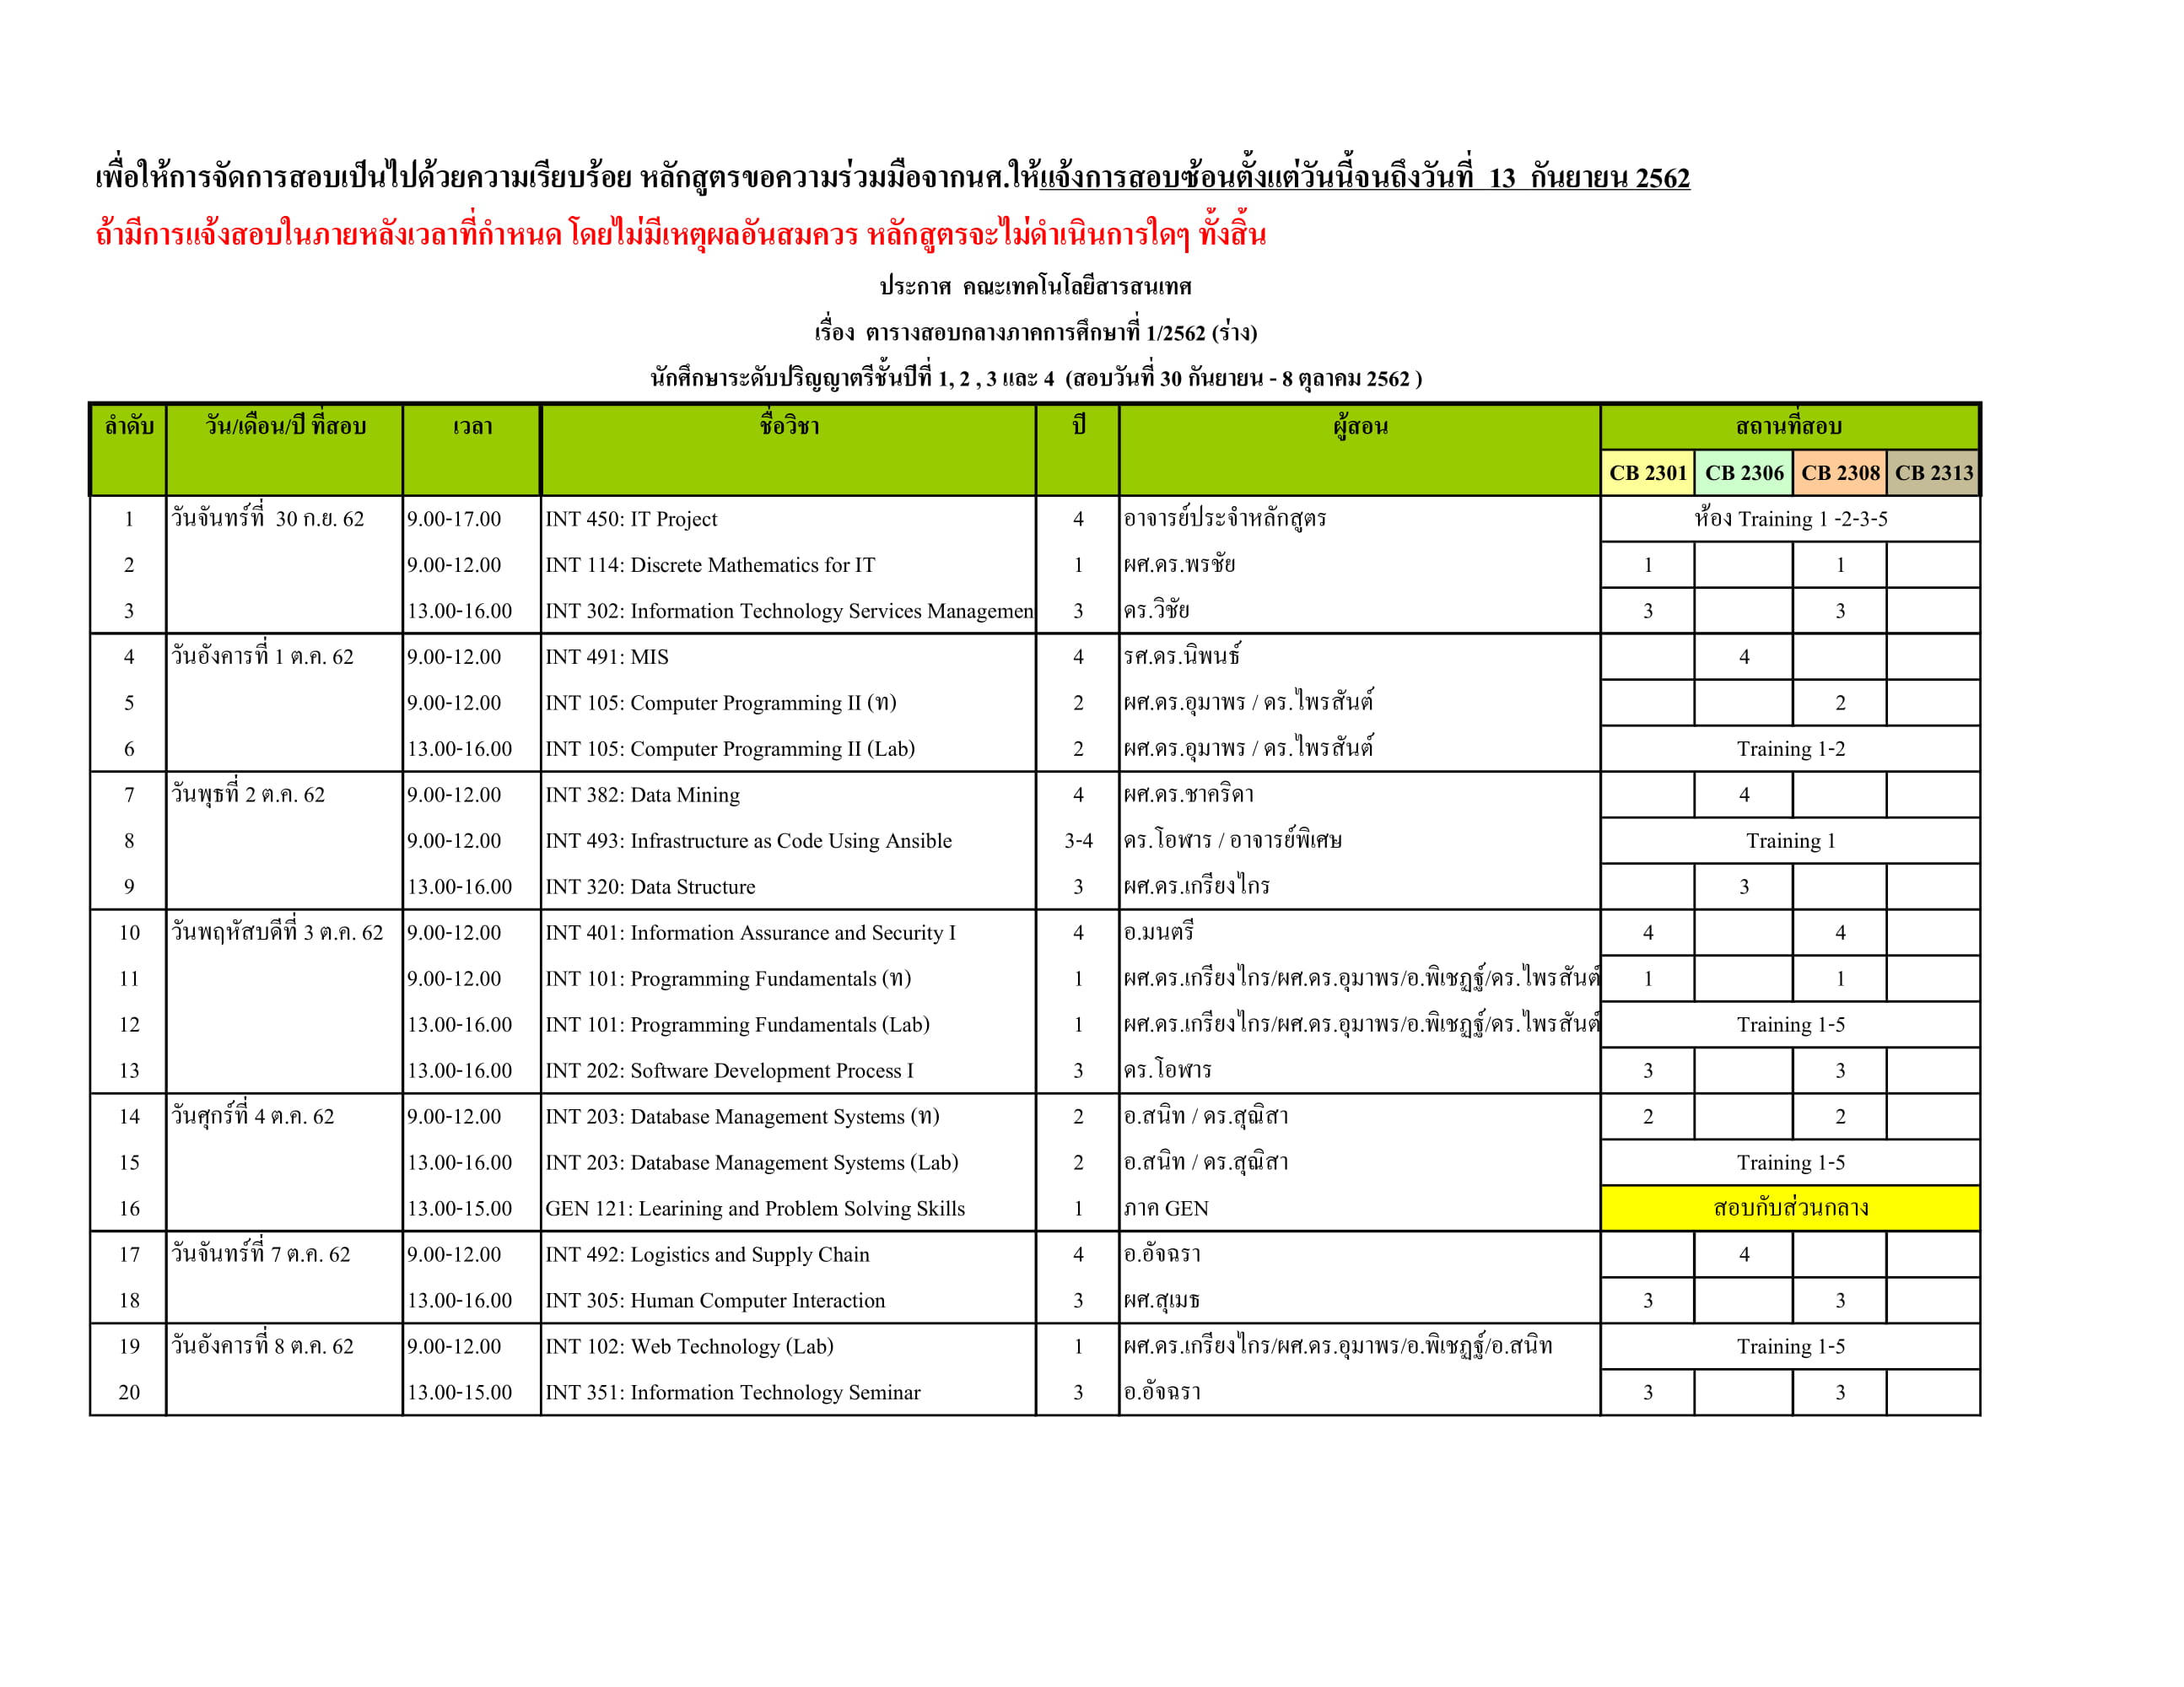 เพื่อให้การจัดการสอบเป็นไปด้วยความเรียบร้อย หลักสูตรขอความร่วมมือจากนศ.ให้แจ้งการสอบซ้อนตั้งแต่วันนี้จนถึงวันที่ 13 กันยายน 2562
ถ้ามีการแจ้งสอบในภายหลังเวลาที่กำหนด โดยไม่มีเหตุผลอันสมควร หลักสูตรจะไม่ดำเนินการใดๆ ทั้งสิ้น
ประกาศ คณะเทคโนโลยีสารสนเทศ
เรื่อง ตารางสอบกลางภาคการศึกษาที่ 1/2562 (ร่าง)
นักศึกษาระดับปริญญาตรีชั้นปีที่ 1, 2 , 3 และ 4 (สอบวันที่ 30 กันยายน - 8 ตุลาคม 2562 )
ลำดับ วัน/เดือน/ปี ที่สอบ เวลา ชื่อวิชา ปี ผู้สอน สถานที่สอบ
CB 2301 CB 2306 CB 2308 CB 2313
1 วันจันทร์ที่ 30 ก.ย. 62 9.00-17.00 INT 450: IT Project 4 อาจารย์ประจำหลักสูตร ห้อง Training 1 -2-3-5
2 9.00-12.00 INT 114: Discrete Mathematics for IT 1 ผศ.ดร.พรชัย 1 1
3 13.00-16.00 INT 302: Information Technology Services Managemen 3 ดร.วิชัย 3 3
4 วันอังคารที่ 1 ต.ค. 62 9.00-12.00 INT 491: MIS 4 รศ.ดร.นิพนธ์ 4
5 9.00-12.00 INT 105: Computer Programming II (ท) 2 ผศ.ดร.อุมาพร / ดร.ไพรสันต์ 2
6 13.00-16.00 INT 105: Computer Programming II (Lab) 2 ผศ.ดร.อุมาพร / ดร.ไพรสันต์ Training 1-2
7 วันพุธที่ 2 ต.ค. 62 9.00-12.00 INT 382: Data Mining 4 ผศ.ดร.ชาคริดา 4
8 9.00-12.00 INT 493: Infrastructure as Code Using Ansible 3-4 ดร.โอฬาร / อาจารย์พิเศษ Training 1
9 13.00-16.00 INT 320: Data Structure 3 ผศ.ดร.เกรียงไกร 3
10 วันพฤหัสบดีที่ 3 ต.ค. 62 9.00-12.00 INT 401: Information Assurance and Security I 4 อ.มนตรี 4 4
11 9.00-12.00 INT 101: Programming Fundamentals (ท) 1 ผศ.ดร.เกรียงไกร/ผศ.ดร.อุมาพร/อ.พิเชฏฐ์/ดร.ไพรสันต์ 1 1
12 13.00-16.00 INT 101: Programming Fundamentals (Lab) 1 ผศ.ดร.เกรียงไกร/ผศ.ดร.อุมาพร/อ.พิเชฏฐ์/ดร.ไพรสันต์ Training 1-5
13 13.00-16.00 INT 202: Software Development Process I 3 ดร.โอฬาร 3 3
14 วันศุกร์ที่ 4 ต.ค. 62 9.00-12.00 INT 203: Database Management Systems (ท) 2 อ.สนิท / ดร.สุณิสา 2 2
15 13.00-16.00 INT 203: Database Management Systems (Lab) 2 อ.สนิท / ดร.สุณิสา Training 1-5
16 13.00-15.00 GEN 121: Learining and Problem Solving Skills 1 ภาค GEN สอบกับส่วนกลาง
17 วันจันทร์ที่ 7 ต.ค. 62 9.00-12.00 INT 492: Logistics and Supply Chain 4 อ.อัจฉรา 4
18 13.00-16.00 INT 305: Human Computer Interaction 3 ผศ.สุเมธ 3 3
19 วันอังคารที่ 8 ต.ค. 62 9.00-12.00 INT 102: Web Technology (Lab) 1 ผศ.ดร.เกรียงไกร/ผศ.ดร.อุมาพร/อ.พิเชฏฐ์/อ.สนิท Training 1-5
20 13.00-15.00 INT 351: Information Technology Seminar 3 อ.อัจฉรา 3 3